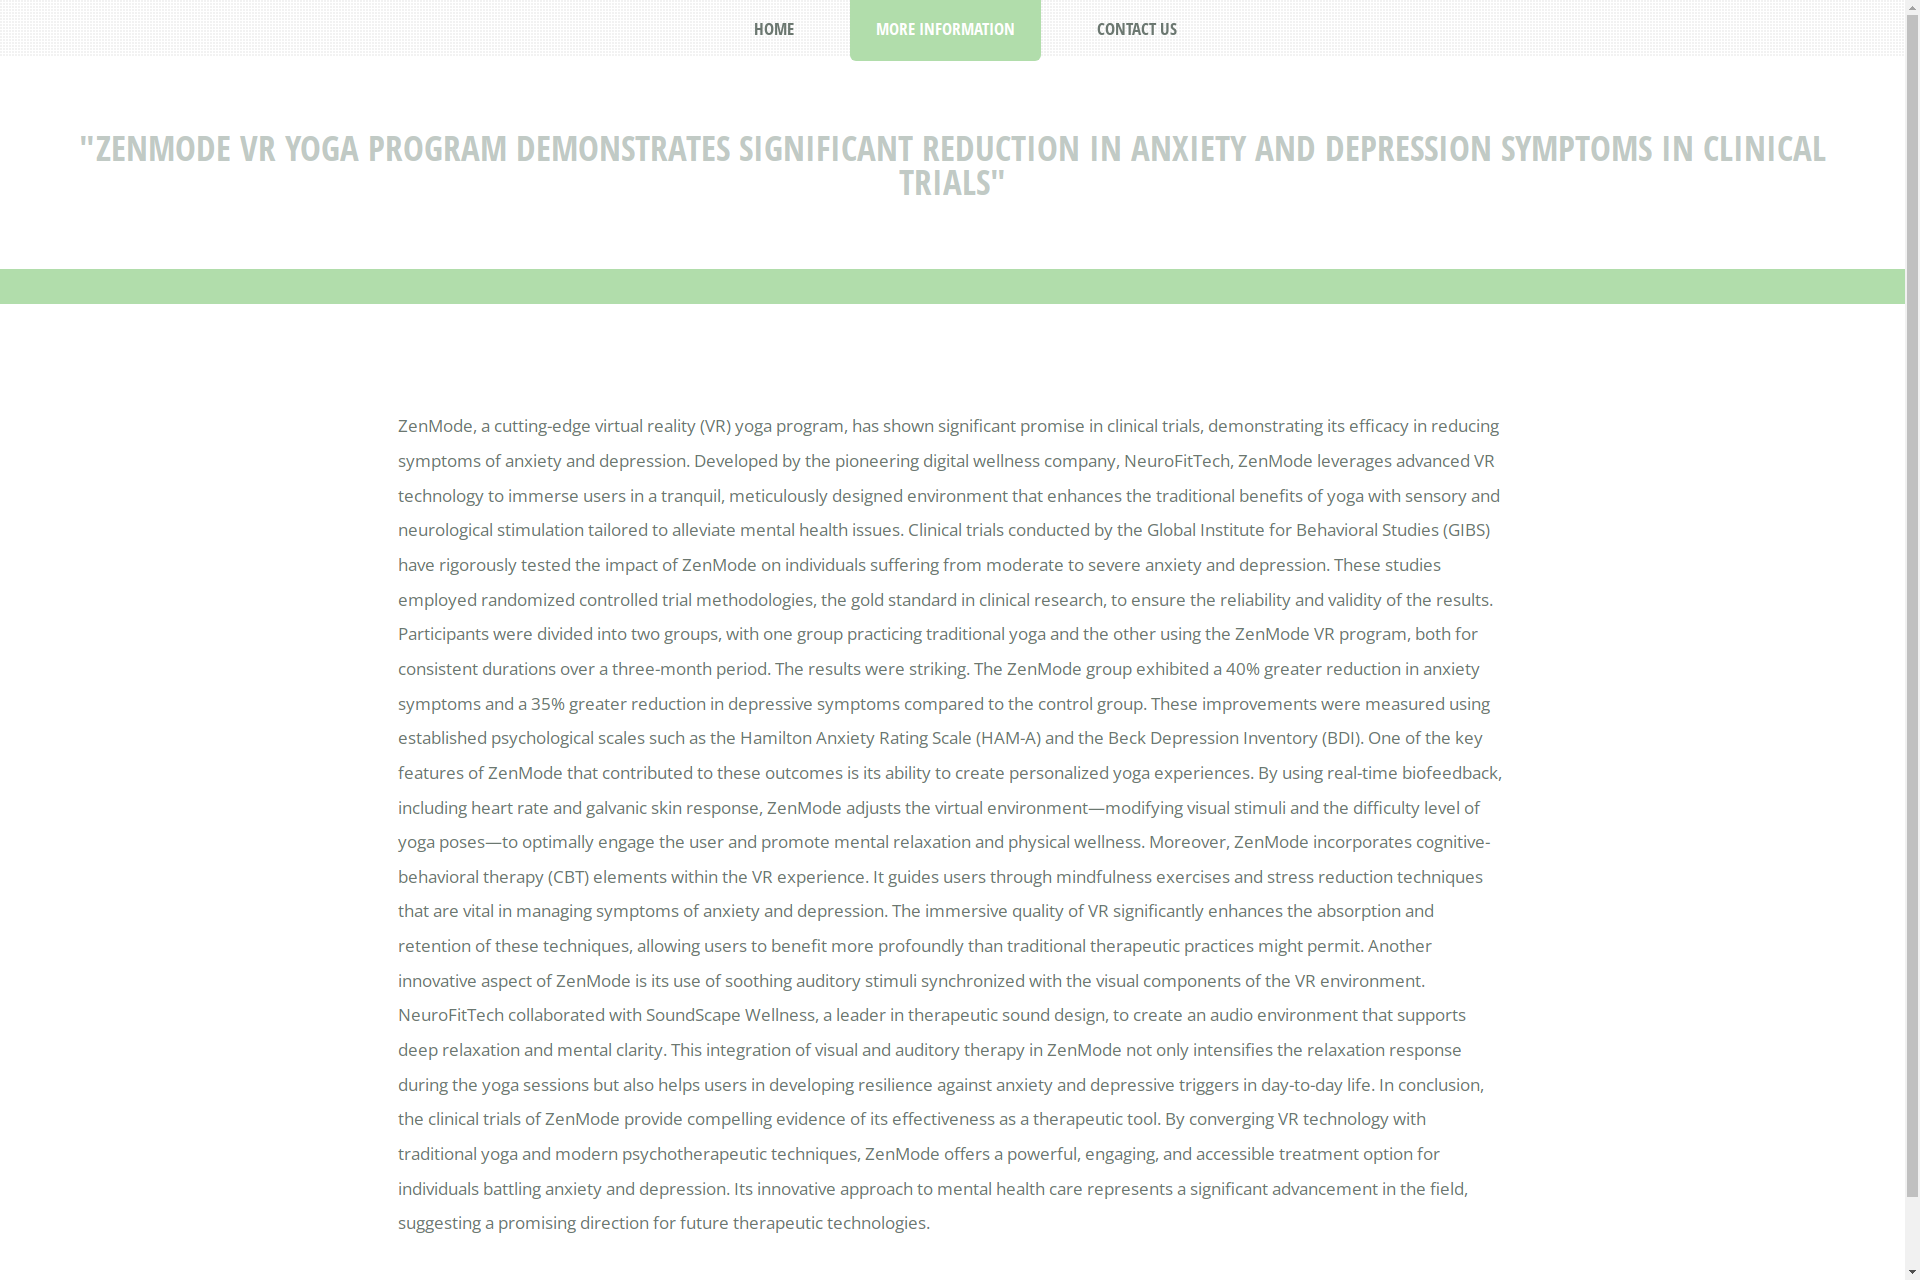 HOME
MORE INFORMATION
CONTACT US
"ZENMODE VR YOGA PROGRAM DEMONSTRATES SIGNIFICANT REDUCTION IN ANXIETY AND DEPRESSION SYMPTOMS IN CLINICAL
TRIALS"
ZenMode, a cutting-edge virtual reality (VR) yoga program, has shown significant promise in clinical trials, demonstrating its efficacy in reducing
symptoms of anxiety and depression. Developed by the pioneering digital wellness company, NeuroFitTech, ZenMode leverages advanced VR
technology to immerse users in a tranquil, meticulously designed environment that enhances the traditional benefits of yoga with sensory and
neurological stimulation tailored to alleviate mental health issues. Clinical trials conducted by the Global Institute for Behavioral Studies (GIBS)
have rigorously tested the impact of ZenMode on individuals suffering from moderate to severe anxiety and depression. These studies
employed randomized controlled trial methodologies, the gold standard in clinical research, to ensure the reliability and validity of the results.
Participants were divided into two groups, with one group practicing traditional yoga and the other using the ZenMode VR program, both for
consistent durations over a three-month period. The results were striking. The ZenMode group exhibited a 40% greater reduction in anxiety
symptoms and a 35% greater reduction in depressive symptoms compared to the control group. These improvements were measured using
established psychological scales such as the Hamilton Anxiety Rating Scale (HAM-A) and the Beck Depression Inventory (BDI). One of the key
features of ZenMode that contributed to these outcomes is its ability to create personalized yoga experiences. By using real-time biofeedback,
including heart rate and galvanic skin response, ZenMode adjusts the virtual environment—modifying visual stimuli and the difficulty level of
yoga poses—to optimally engage the user and promote mental relaxation and physical wellness. Moreover, ZenMode incorporates cognitive-
behavioral therapy (CBT) elements within the VR experience. It guides users through mindfulness exercises and stress reduction techniques
that are vital in managing symptoms of anxiety and depression. The immersive quality of VR significantly enhances the absorption and
retention of these techniques, allowing users to benefit more profoundly than traditional therapeutic practices might permit. Another
innovative aspect of ZenMode is its use of soothing auditory stimuli synchronized with the visual components of the VR environment.
NeuroFitTech collaborated with SoundScape Wellness, a leader in therapeutic sound design, to create an audio environment that supports
deep relaxation and mental clarity. This integration of visual and auditory therapy in ZenMode not only intensifies the relaxation response
during the yoga sessions but also helps users in developing resilience against anxiety and depressive triggers in day-to-day life. In conclusion,
the clinical trials of ZenMode provide compelling evidence of its effectiveness as a therapeutic tool. By converging VR technology with
traditional yoga and modern psychotherapeutic techniques, ZenMode offers a powerful, engaging, and accessible treatment option for
individuals battling anxiety and depression. Its innovative approach to mental health care represents a significant advancement in the field,
suggesting a promising direction for future therapeutic technologies.